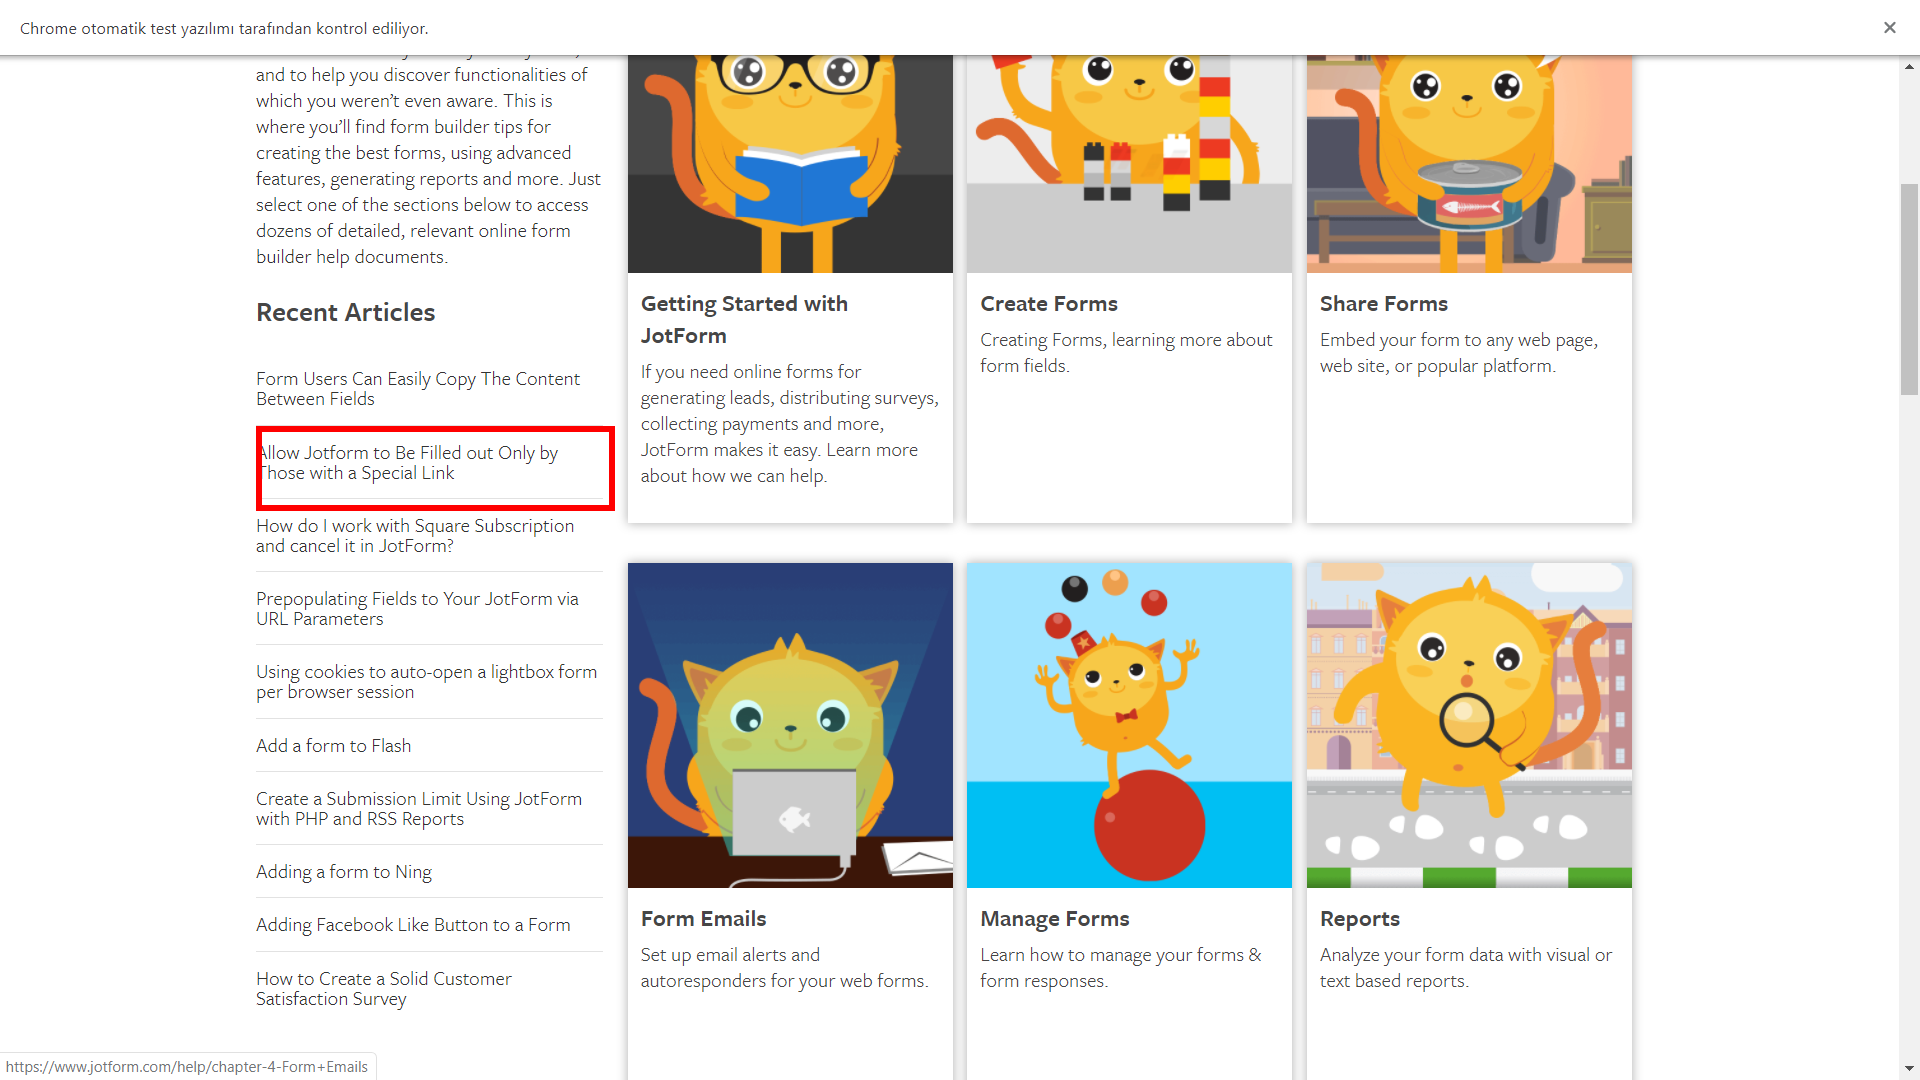 Chrome otomatik test yazılımı tarafından kontrol ediliyor.
and to help you discover functionalities of
which you weren’t even aware. This is
where you’ll find form builder tips for
creating the best forms, using advanced
features, generating reports and more. Just
select one of the sections below to access
dozens of detailed, relevant online form
builder help documents.
Recent Articles
Form Users Can Easily Copy The Content
Between Fields
Allow Jotform to Be Filled out Only by
Those with a Special Link
How do I work with Square Subscription
and cancel it in JotForm?
Prepopulating Fields to Your JotForm via
URL Parameters
Using cookies to auto-open a lightbox form
per browser session
Add a form to Flash
Create a Submission Limit Using JotForm
with PHP and RSS Reports
Adding a form to Ning
Adding Facebook Like Button to a Form
How to Create a Solid Customer
Satisfaction Survey
Getting Started with
JotForm
If you need online forms for
generating leads, distributing surveys,
collecting payments and more,
JotForm makes it easy. Learn more
about how we can help.
Create Forms
Creating Forms, learning more about
form fields.
Share Forms
Embed your form to any web page,
web site, or popular platform.
Form Emails
Set up email alerts and
autoresponders for your web forms.
Manage Forms
Learn how to manage your forms &
form responses.
Reports
Analyze your form data with visual or
text based reports.
https://www.jotform.com/help/chapter-4-Form+Emails